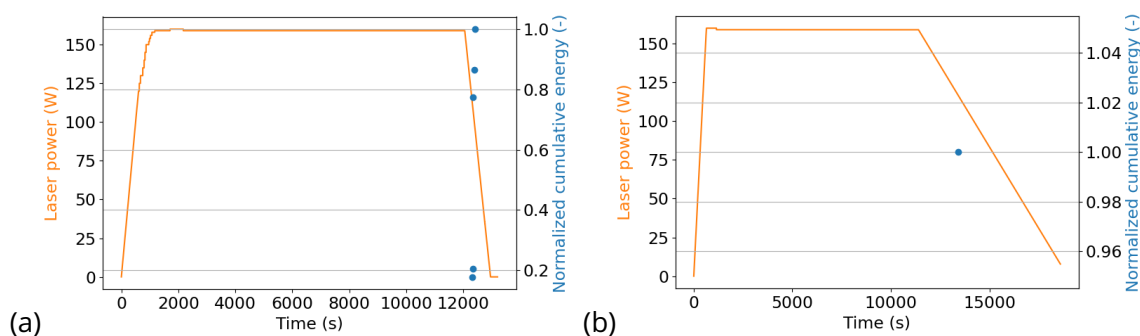 (a)
Laser power (W)
150
125
100
75
50
25
0
0 2000 4000 6000 8000 10000 12000
Time (s)
1.0
0.8
0.6
0.4
0.2
Normalized cumulative energy (-)
(b)
Laser power (W)
150
125
100
75
50
25
0
0 5000 10000 15000
Time (s)
1.04
1.02
1.00
0.98
0.96
Normalized cumulative energy (-)